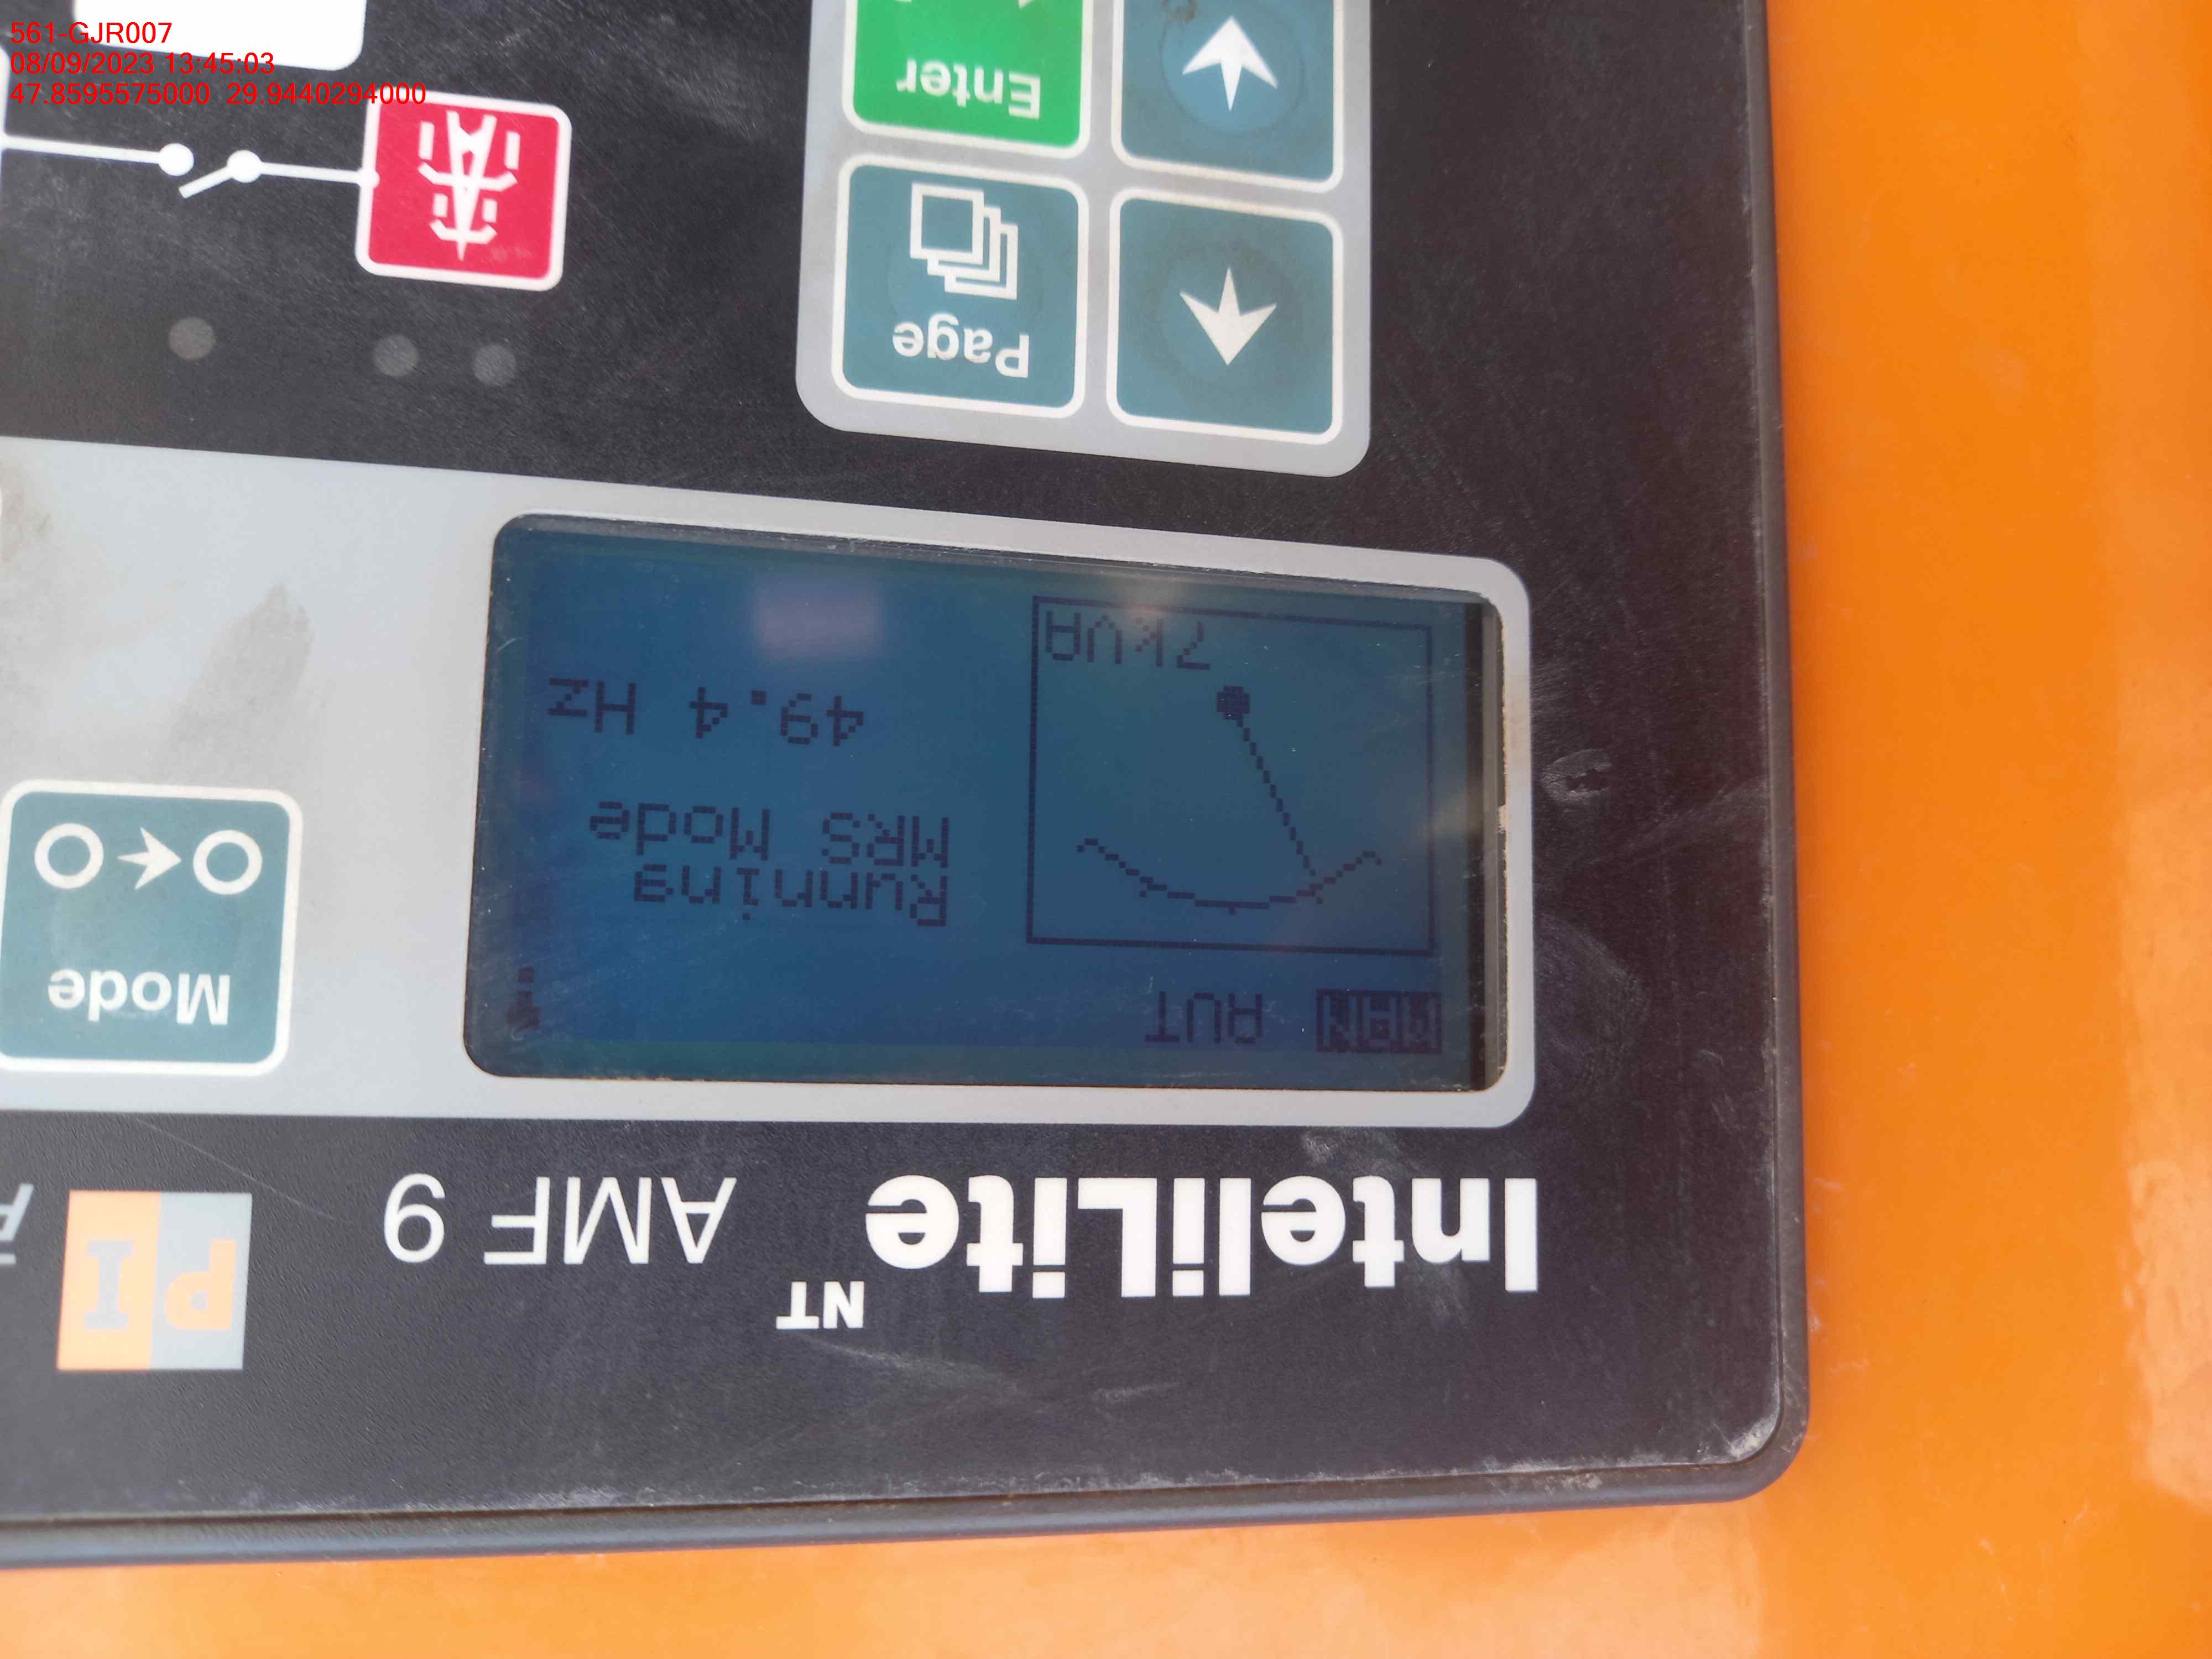 561-GJR007
08/09/2023 13:45:03
47.8595575000 29.9440294000
InteliLite NT AMF 9
PI
MAN AUT
Running
MRS Mode
49.4 Hz
7kVA
Mode
Page
Enter